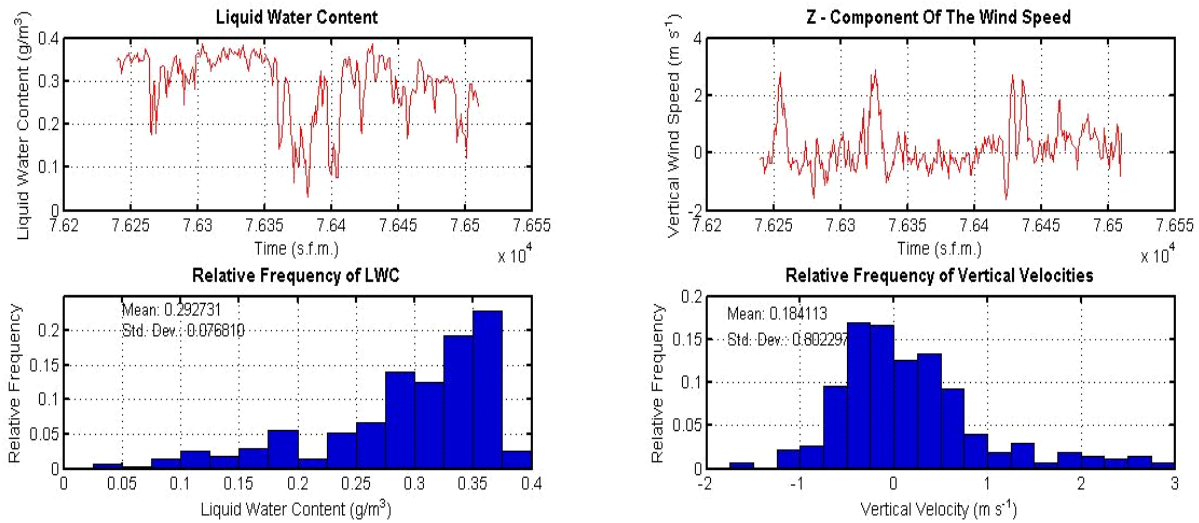 Liquid Water Content
Liquid Water Content (g/m³)
0.4
0.3
0.2
0.1
0
7.62 7.625 7.63 7.635 7.64 7.645 7.65 7.655
Time (s.f.m.)
x 10⁴
Z - Component Of The Wind Speed
Vertical Wind Speed (m s⁻¹)
4
2
0
-2
7.62 7.625 7.63 7.635 7.64 7.645 7.65 7.655
Time (s.f.m.)
x 10⁴
Relative Frequency of LWC
Relative Frequency
Mean: 0.292731
Std. Dev.: 0.076810
0.2
0.15
0.1
0.05
0
0 0.05 0.1 0.15 0.2 0.25 0.3 0.35 0.4
Liquid Water Content (g/m³)
Relative Frequency of Vertical Velocities
Relative Frequency
Mean: 0.184113
Std. Dev.: 0.802297
0.2
0.15
0.1
0.05
0
-2 -1 0 1 2 3
Vertical Velocity (m s⁻¹)